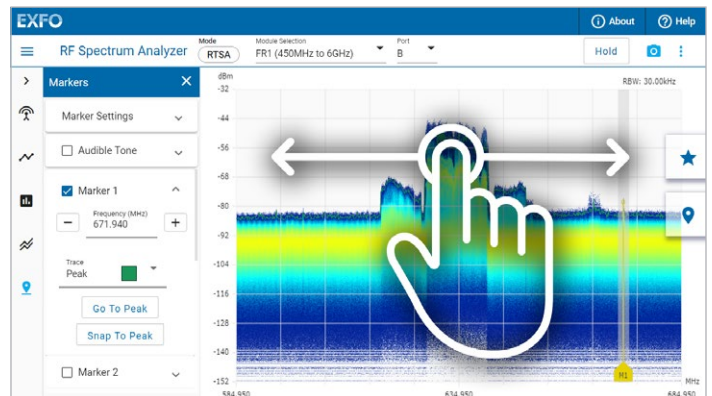 EXFO
About
Help
RF Spectrum Analyzer
Mode
RTSA
Module Selection
FR1 (450MHz to 6GHz)
Port
B
Hold
Markers
Marker Settings
Audible Tone
Marker 1
Frequency (MHz)
671.940
Trace
Peak
Go To Peak
Snap To Peak
Marker 2
dBm
RBW: 30.00kHz
-32
-44
-56
-68
-80
-92
-104
-116
-128
-140
-152
M1
MHz
584.950
634.950
684.950